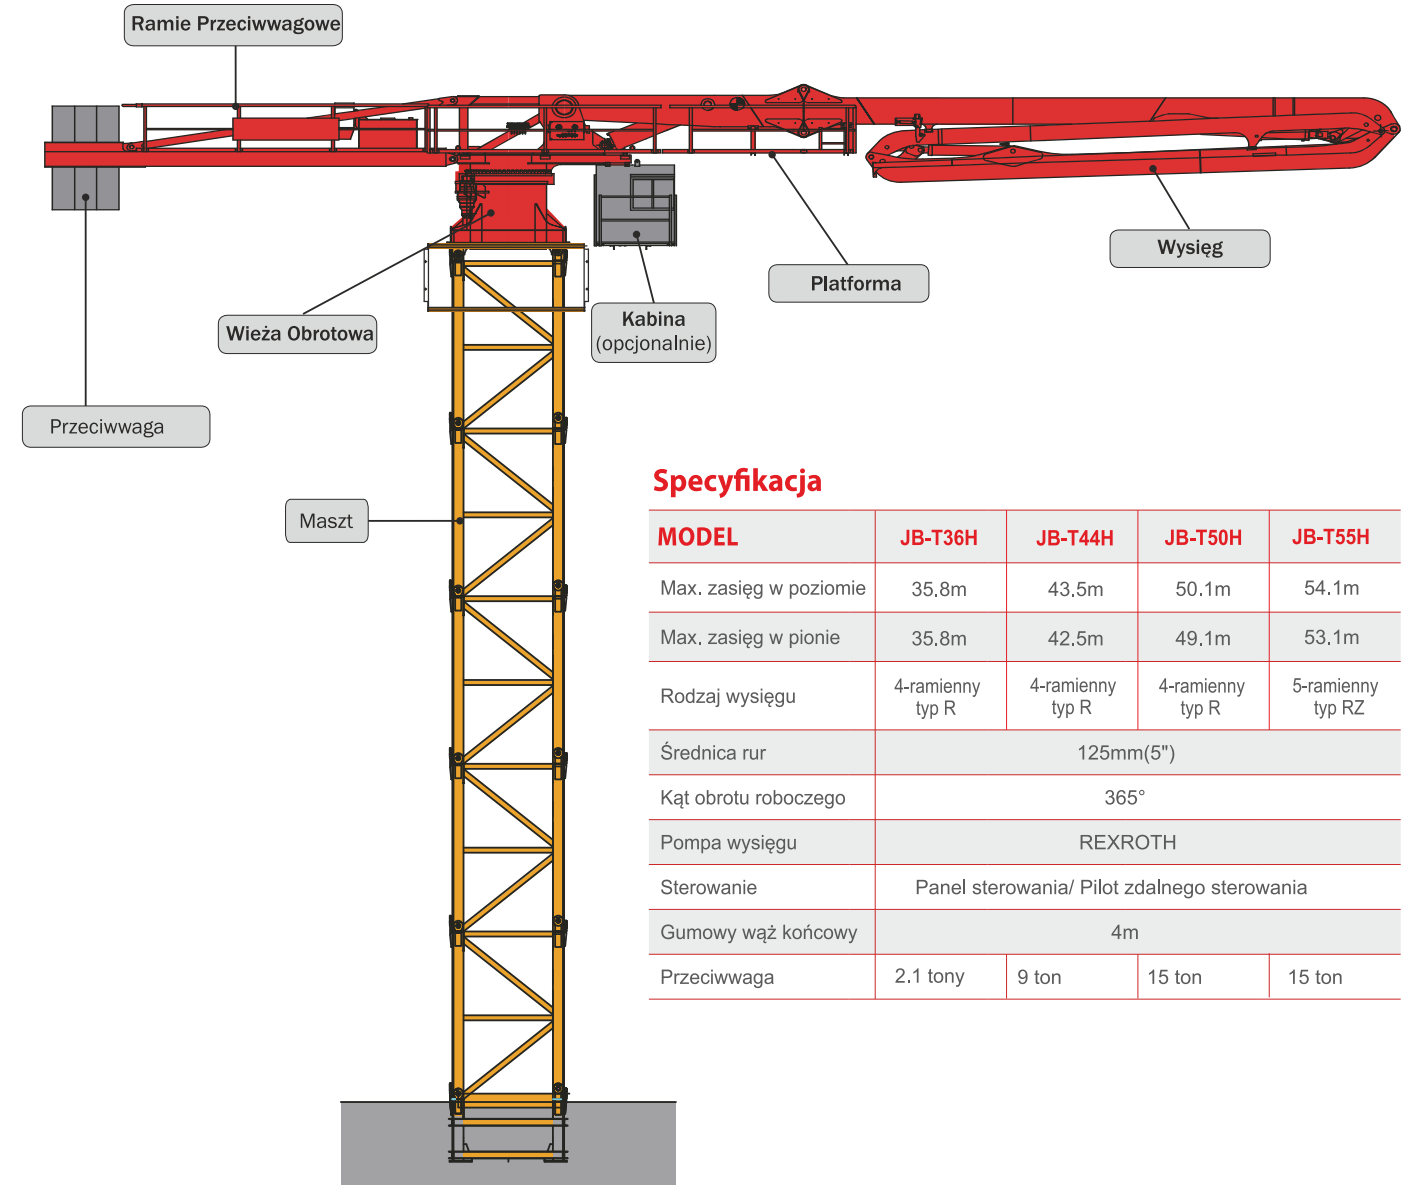 Ramie Przeciwwagowe
Wysięg
Platforma
Kabina
(opcjonalnie)
Wieża Obrotowa
Przeciwwaga
Maszt
Specyfikacja
MODEL JB-T36H JB-T44H JB-T50H JB-T55H
Max. zasięg w poziomie 35.8m 43.5m 50.1m 54.1m
Max. zasięg w pionie 35.8m 42.5m 49.1m 53.1m
Rodzaj wysięgu 4-ramienny typ R 4-ramienny typ R 4-ramienny typ R 5-ramienny typ RZ
Średnica rur 125mm(5")
Kąt obrotu roboczego 365°
Pompa wysięgu REXROTH
Sterowanie Panel sterowania/ Pilot zdalnego sterowania
Gumowy wąż końcowy 4m
Przeciwwaga 2.1 tony 9 ton 15 ton 15 ton